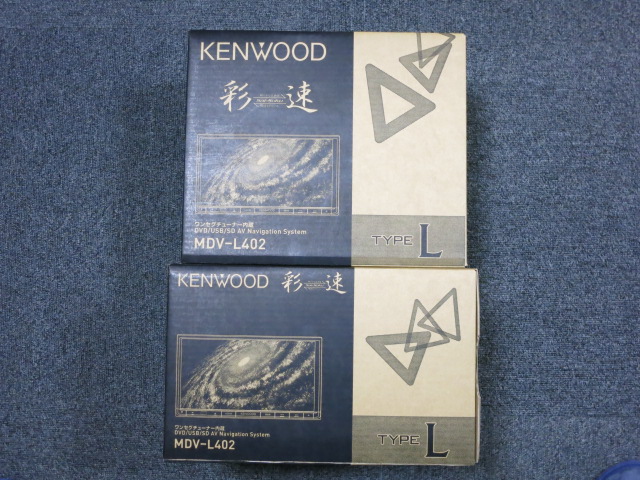 KENWOOD
彩速
ワンセグチューナー内蔵
DVD/USB/SD AV Navigation System
MDV-L402
TYPE L
KENWOOD 彩速
ワンセグチューナー内蔵
DVD/USB/SD AV Navigation System
MDV-L402
TYPE L